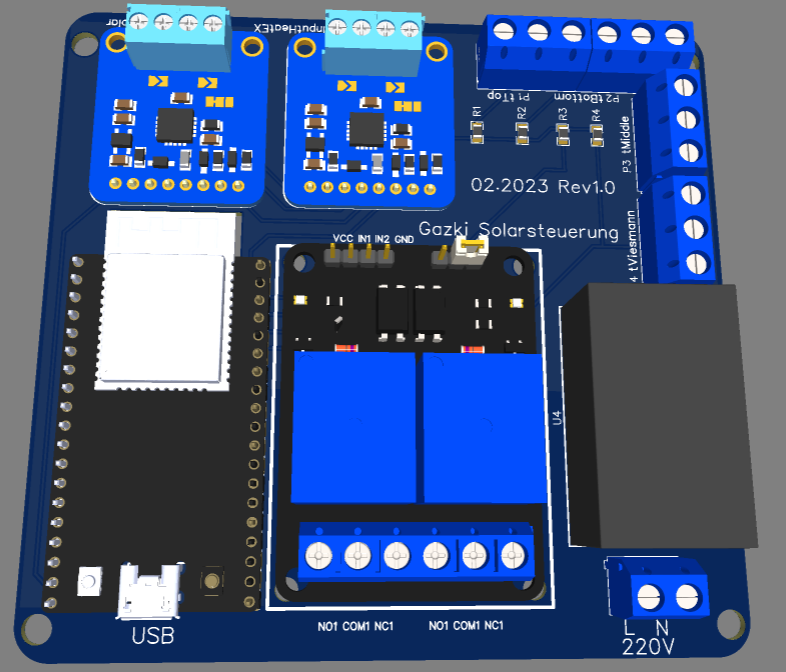 olar
nputHeatEX
P1 tTop
P2 tBottom
R1 R2 R3 R4
P3 tMiddle
02.2023 Rev1.0
Gazki Solarsteuerung
4 tViesmann
VCC IN1 IN2 GND
U4
NO1 COM1 NC1 NO1 COM1 NC1
USB
L N
220V